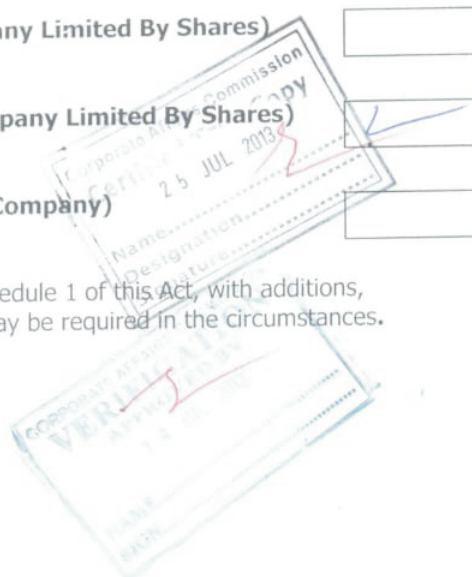 any Limited By Shares)
pany Limited By Shares)
Company)
edule 1 of this Act, with additions,
ay be required in the circumstances.
Corporate Affairs Commission
Certified True Copy
25 JUL 2013
Name
Designation
Signature
CORPORATE AFFAIRS
VERIFICATION
APPROVED BY
NAME
SIGN